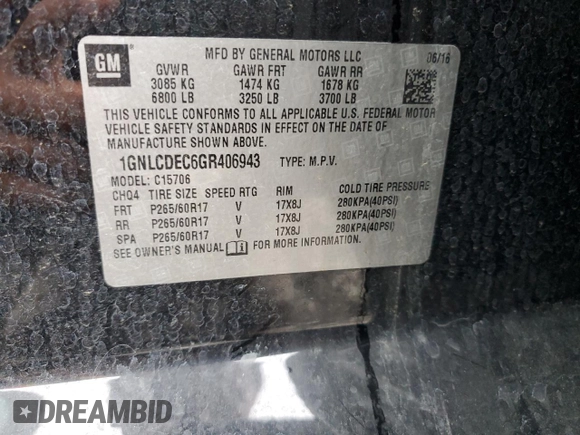 GM
MFD BY GENERAL MOTORS LLC 06/16
GVWR GAWR FRT GAWR RR
3085 KG 1474 KG 1678 KG
6800 LB 3250 LB 3700 LB
THIS VEHICLE CONFORMS TO ALL APPLICABLE U.S. FEDERAL MOTOR
VEHICLE SAFETY STANDARDS IN EFFECT ON THE DATE OF
MANUFACTURE SHOWN ABOVE.
1GNLCDEC6GR406943 TYPE: M.P.V.
MODEL: C15706
CHQ4 TIRE SIZE SPEED RTG RIM COLD TIRE PRESSURE
FRT P265/60R17 V 17X8J 280KPA(40PSI)
RR P265/60R17 V 17X8J 280KPA(40PSI)
SPA P265/60R17 V 17X8J 280KPA(40PSI)
SEE OWNER'S MANUAL FOR MORE INFORMATION.
DREAMBID